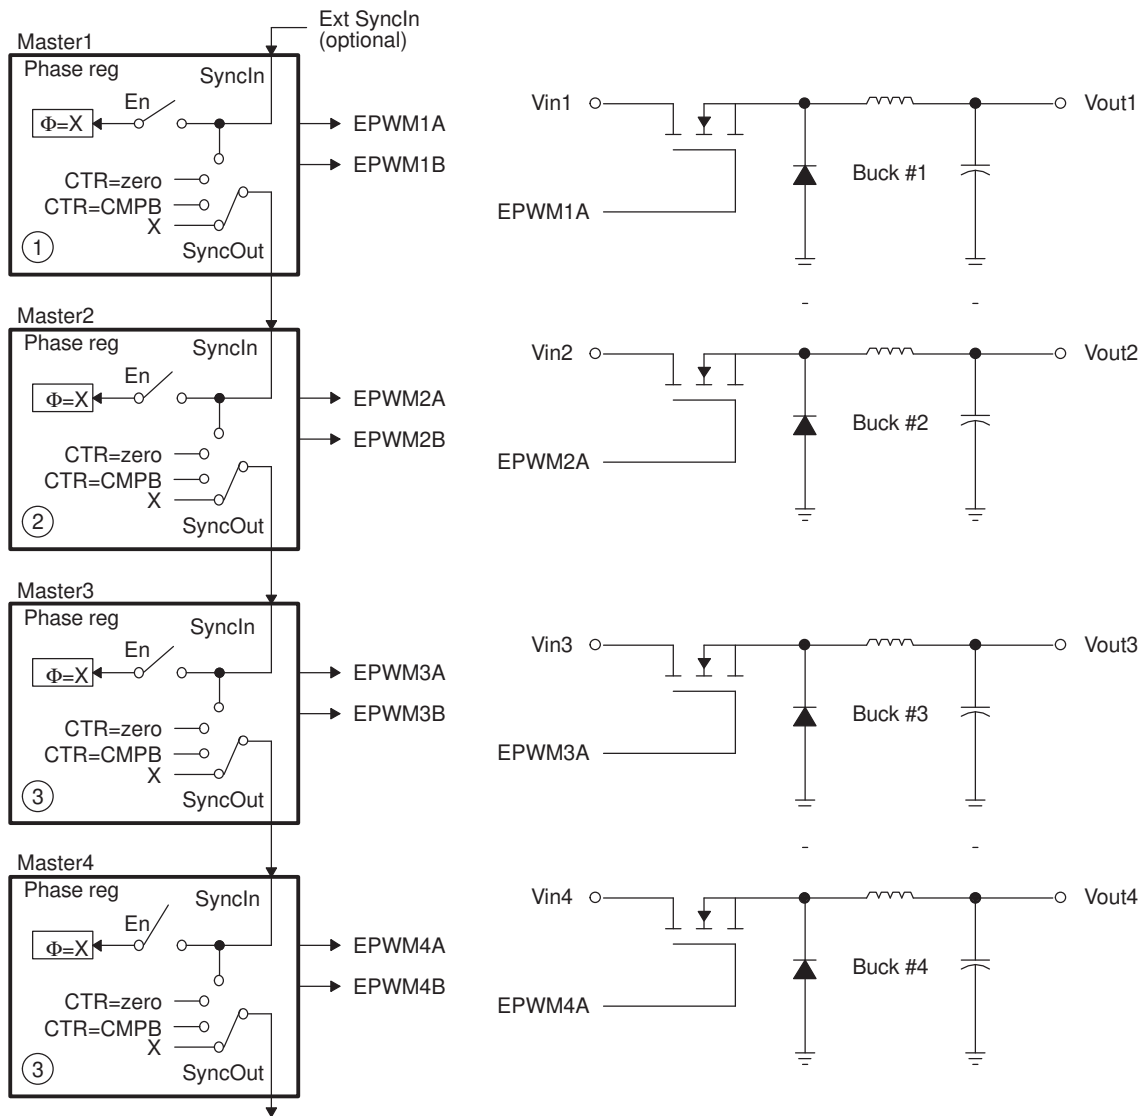 Ext SyncIn
(optional)
Master1
Phase reg
SyncIn
En
Φ=X
EPWM1A
EPWM1B
CTR=zero
CTR=CMPB
X
1
SyncOut
Vin1
Vout1
Buck #1
EPWM1A
Master2
Phase reg
SyncIn
En
Φ=X
EPWM2A
EPWM2B
CTR=zero
CTR=CMPB
X
2
SyncOut
Vin2
Vout2
Buck #2
EPWM2A
Master3
Phase reg
SyncIn
En
Φ=X
EPWM3A
EPWM3B
CTR=zero
CTR=CMPB
X
3
SyncOut
Vin3
Vout3
Buck #3
EPWM3A
Master4
Phase reg
SyncIn
En
Φ=X
EPWM4A
EPWM4B
CTR=zero
CTR=CMPB
X
3
SyncOut
Vin4
Vout4
Buck #4
EPWM4A